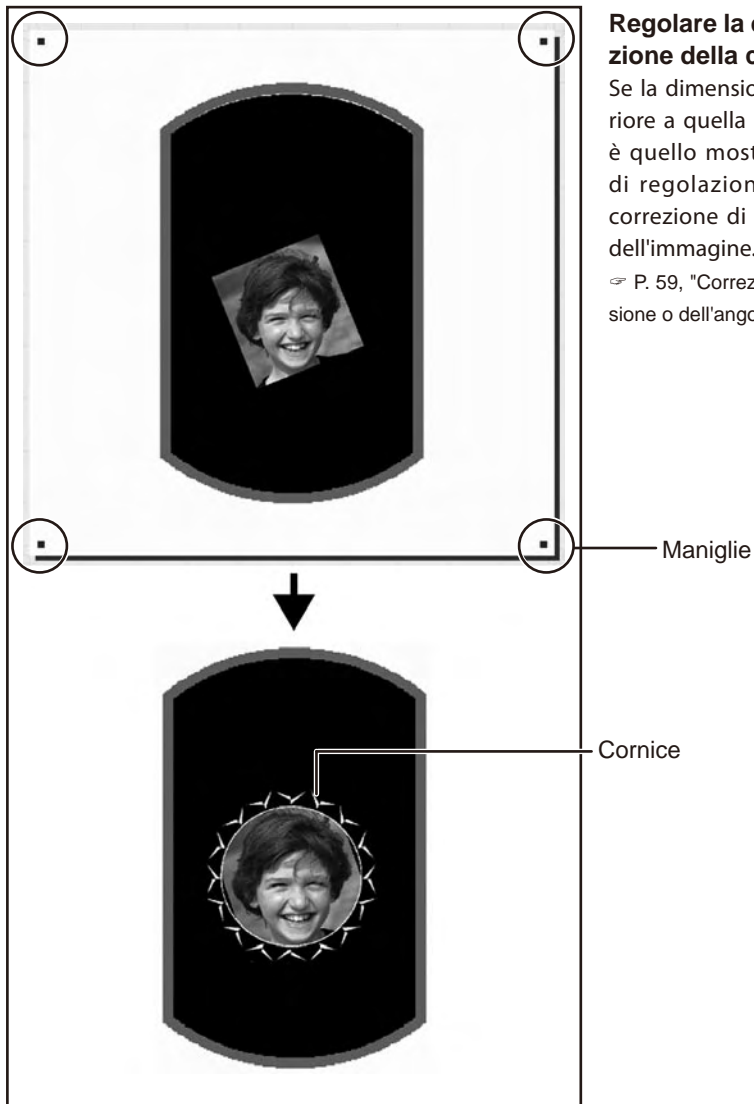 Regolare la
zione della
Se la dimensio
riore a quella
è quello most
di regolazion
correzione di
dell'immagine.
☞ P. 59, "Correz
sione o dell'ango
Maniglie
Cornice